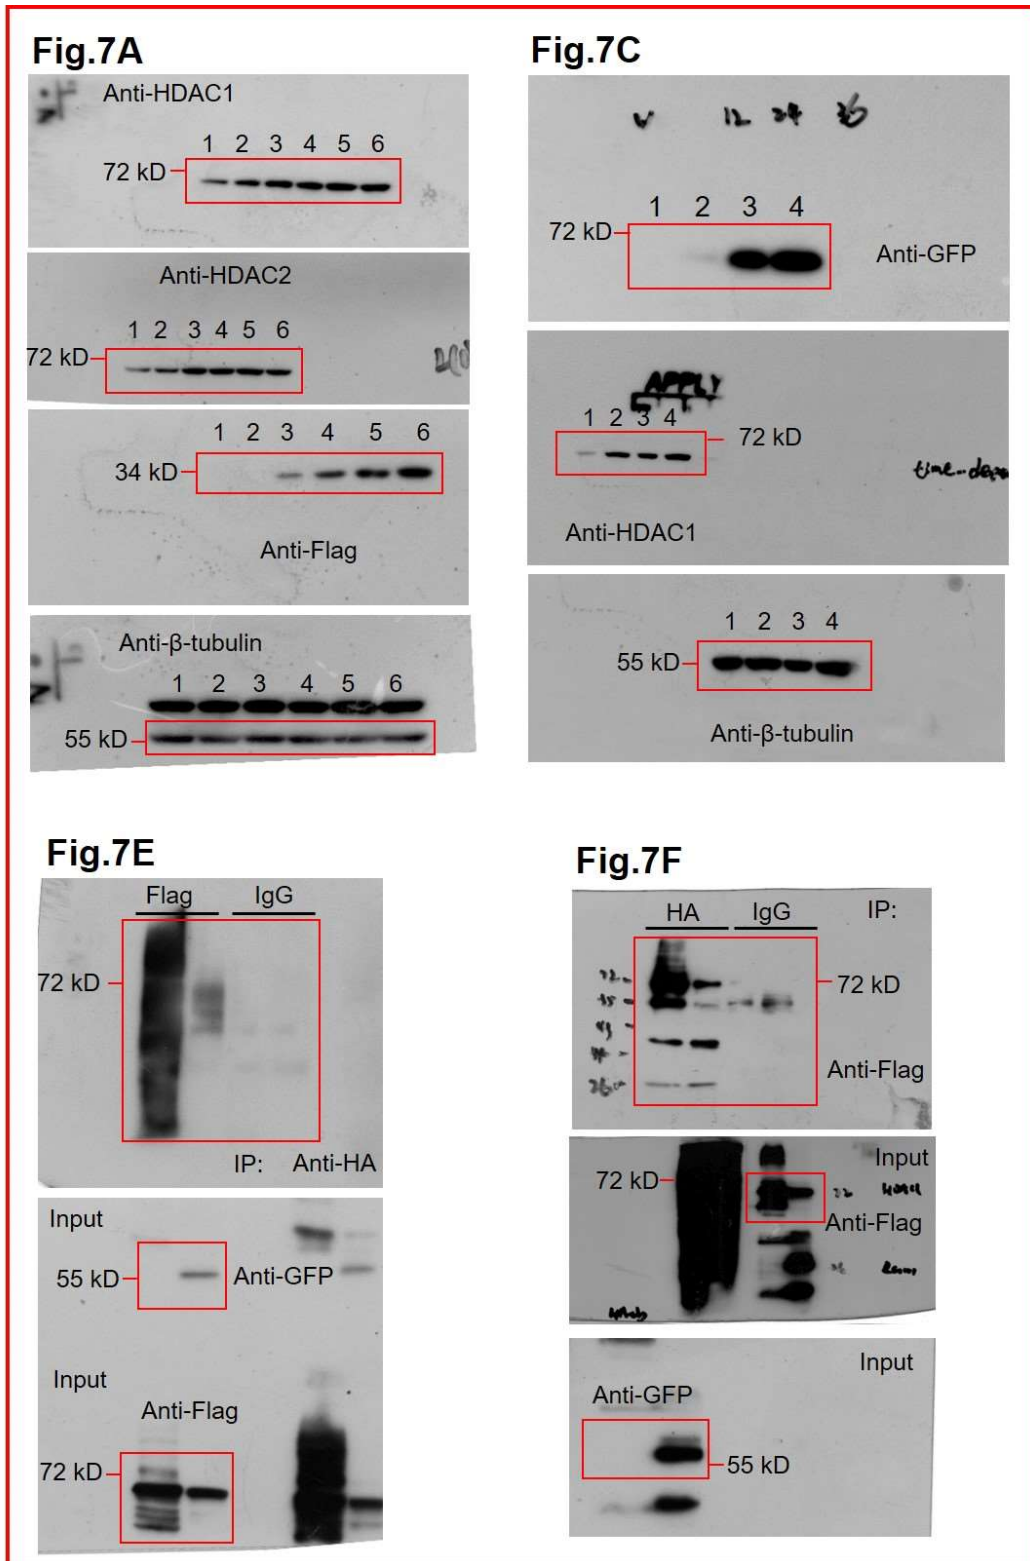 Fig.7A
Anti-HDAC1
1 2 3 4 5 6
72 kD
Anti-HDAC2
1 2 3 4 5 6
72 kD
1 2 3 4 5 6
34 kD
Anti-Flag
Anti-β-tubulin
1 2 3 4 5 6
55 kD
Fig.7C
12 24 36
1 2 3 4
72 kD
Anti-GFP
APPLY
1 2 3 4
72 kD
Anti-HDAC1
1 2 3 4
55 kD
Anti-β-tubulin
Fig.7E
Flag IgG
72 kD
IP: Anti-HA
Input
55 kD
Anti-GFP
Input
Anti-Flag
72 kD
Fig.7F
HA IgG IP:
72 kD
Anti-Flag
Input
72 kD
Anti-Flag
Input
Anti-GFP
55 kD